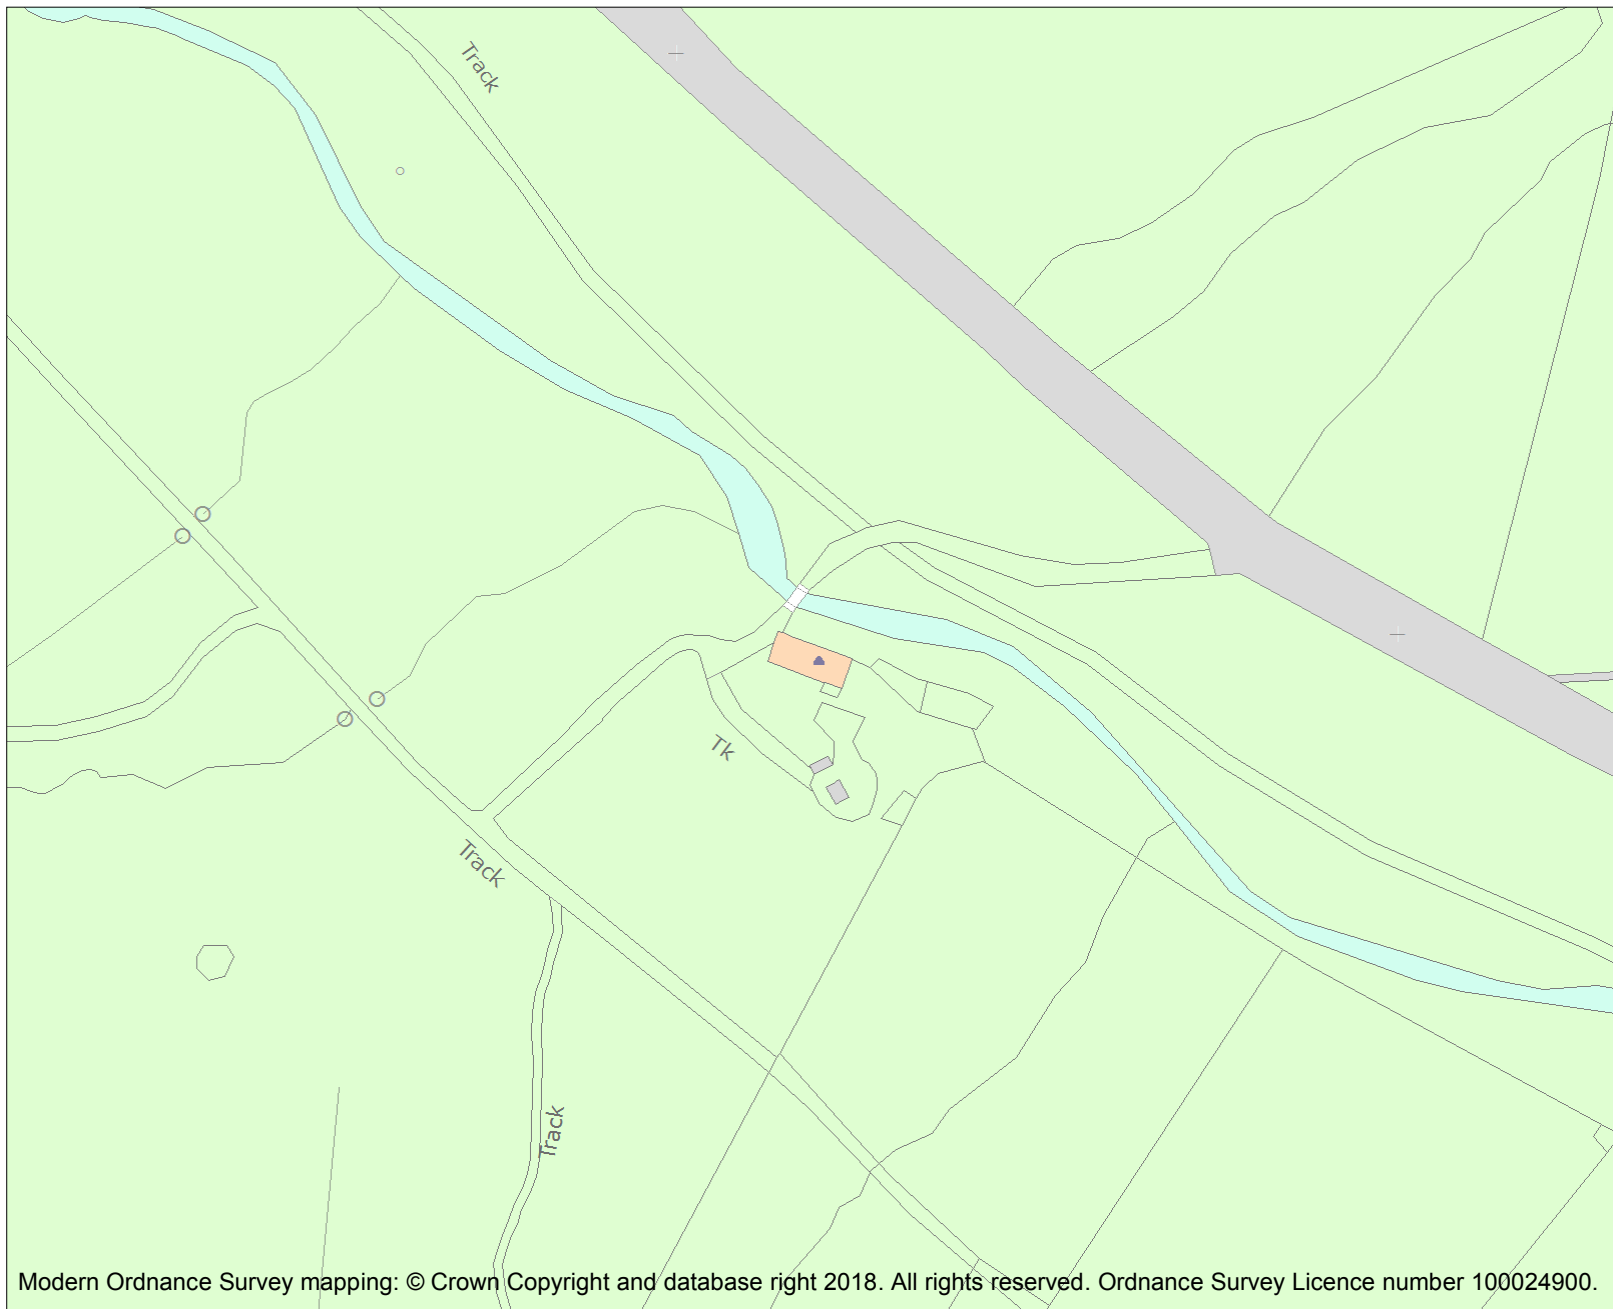 Track
Tk
Track
Track
Modern Ordnance Survey mapping: © Crown Copyright and database right 2018. All rights reserved. Ordnance Survey Licence number 100024900.